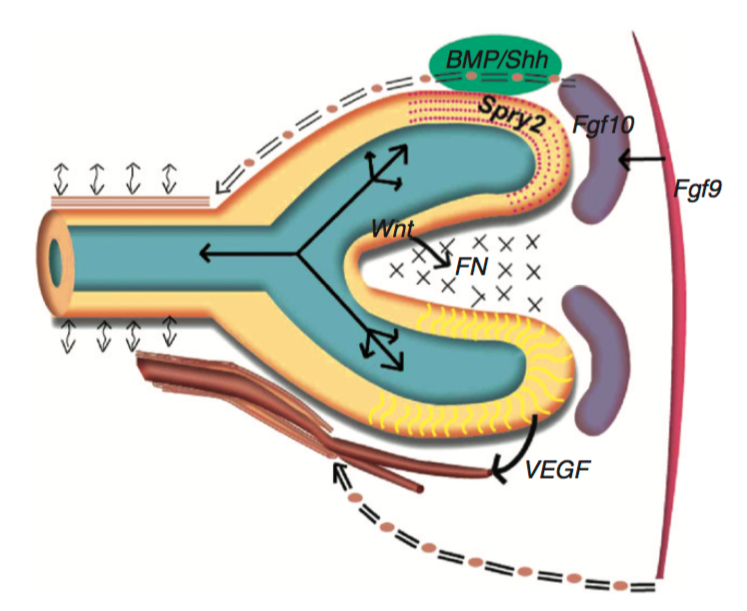 BMP/Shh
Spry2
Fgf10
Fgf9
Wnt
FN
VEGF